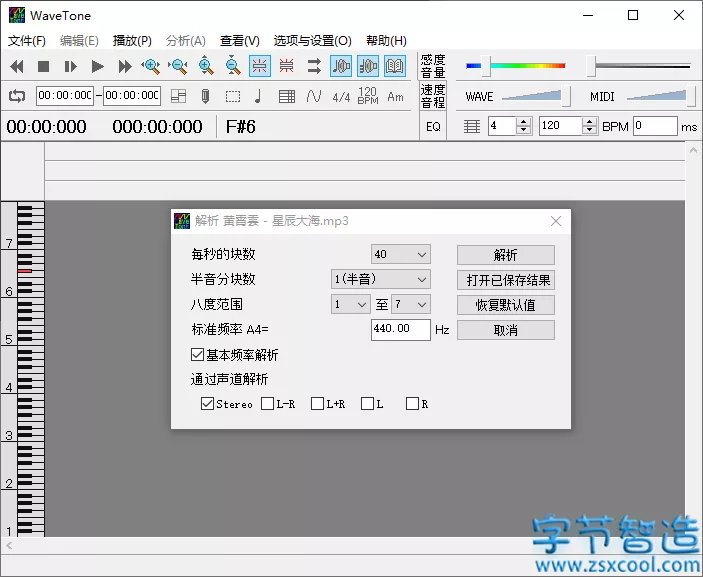 WaveTone
文件(F) 编辑(E) 播放(P) 分析(A) 查看(V) 选项与设置(O) 帮助(H)
感度
音量
00:00:000 - 00:00:000 4/4 120 BPM Am
速度
音程
WAVE MIDI
00:00:000 000:00:000 F#6 EQ 4 120 BPM 0 ms
解析 黄霄雲 - 星辰大海.mp3
每秒的块数 40 解析
半音分块数 1(半音) 打开已保存结果
八度范围 1 至 7 恢复默认值
标准频率 A4= 440.00 Hz 取消
基本频率解析
通过声道解析
Stereo L-R L+R L R
7
6
5
4
3
2
1
字节智造
www.zsxcool.com